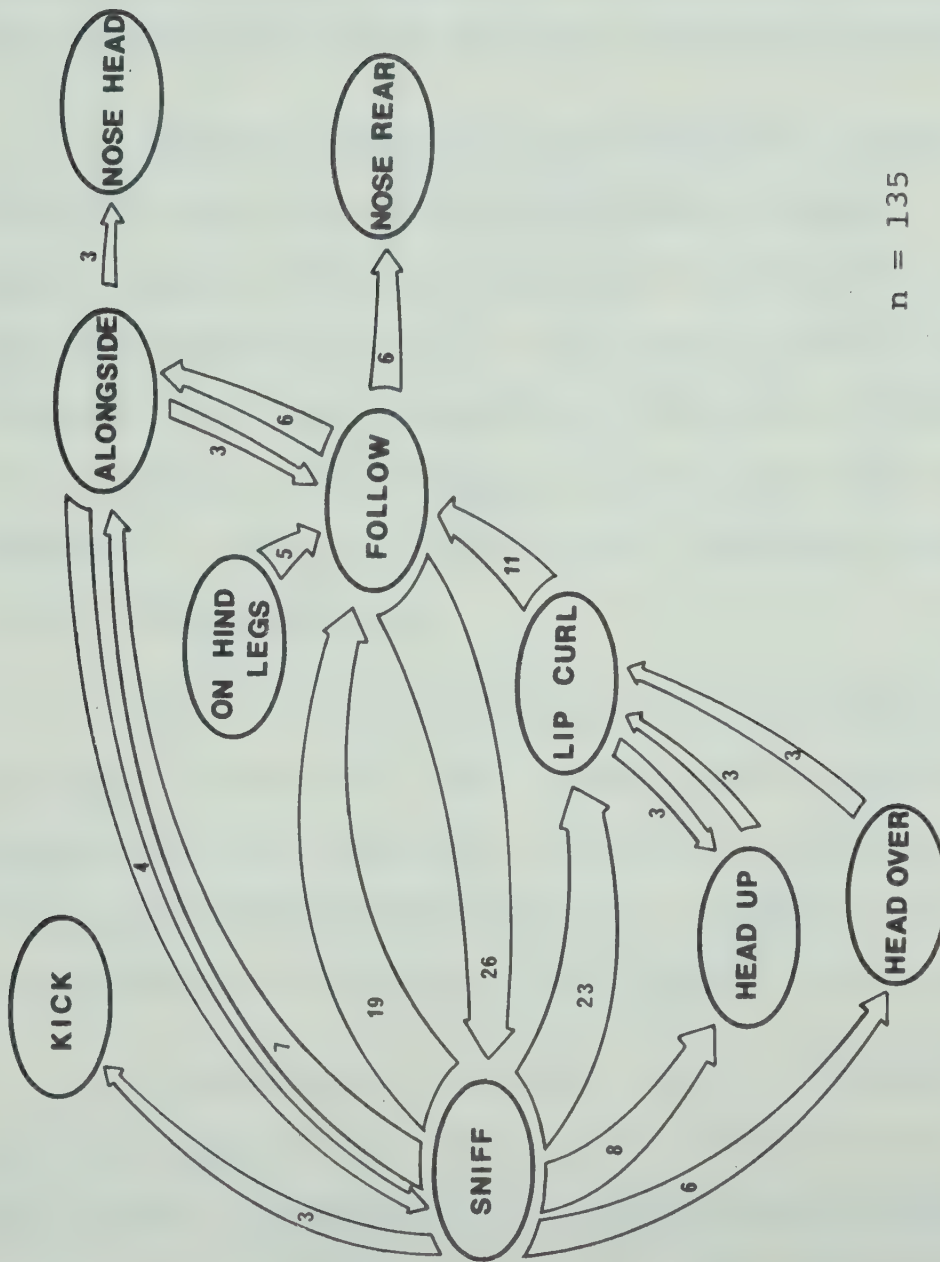 KICK
ALONGSIDE
NOSE HEAD
3
4
7
3
3
6
ON HIND
LEGS
5
FOLLOW
6
NOSE REAR
19
26
SNIFF
23
11
LIP CURL
8
3
3
HEAD UP
6
3
HEAD OVER
n = 135